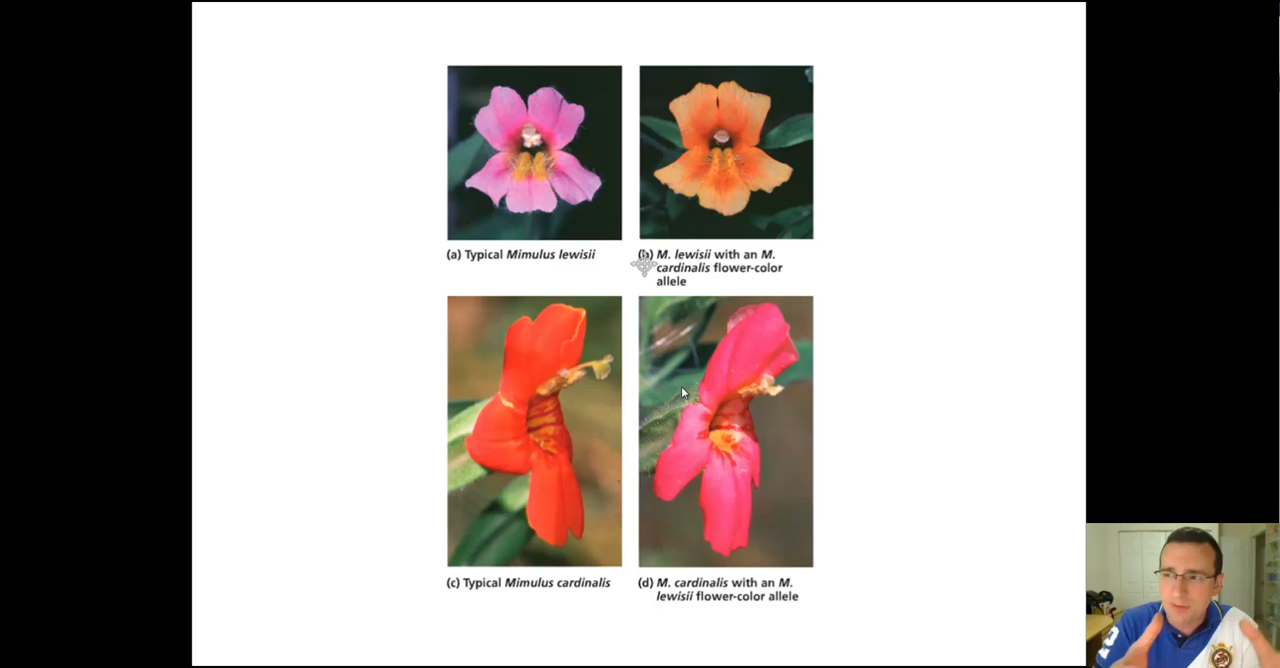 (a) Typical Mimulus lewisii
(b) M. lewisii with an M.
cardinalis flower-color
allele
(c) Typical Mimulus cardinalis
(d) M. cardinalis with an M.
lewisii flower-color allele
2